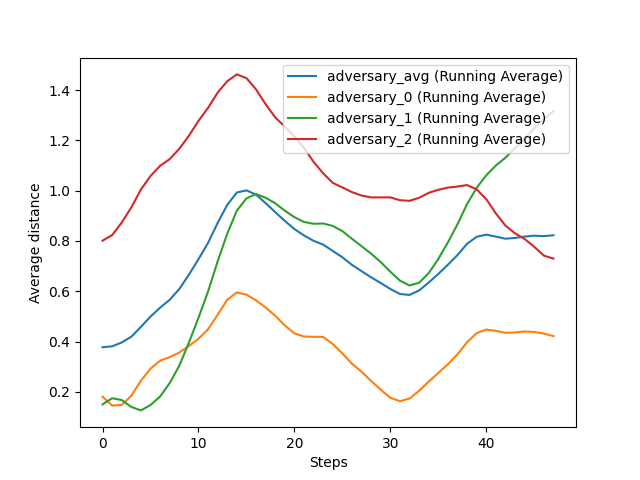 adversary_avg (Running Average)
adversary_0 (Running Average)
adversary_1 (Running Average)
adversary_2 (Running Average)
Average distance
1.4
1.2
1.0
0.8
0.6
0.4
0.2
0 10 20 30 40
Steps